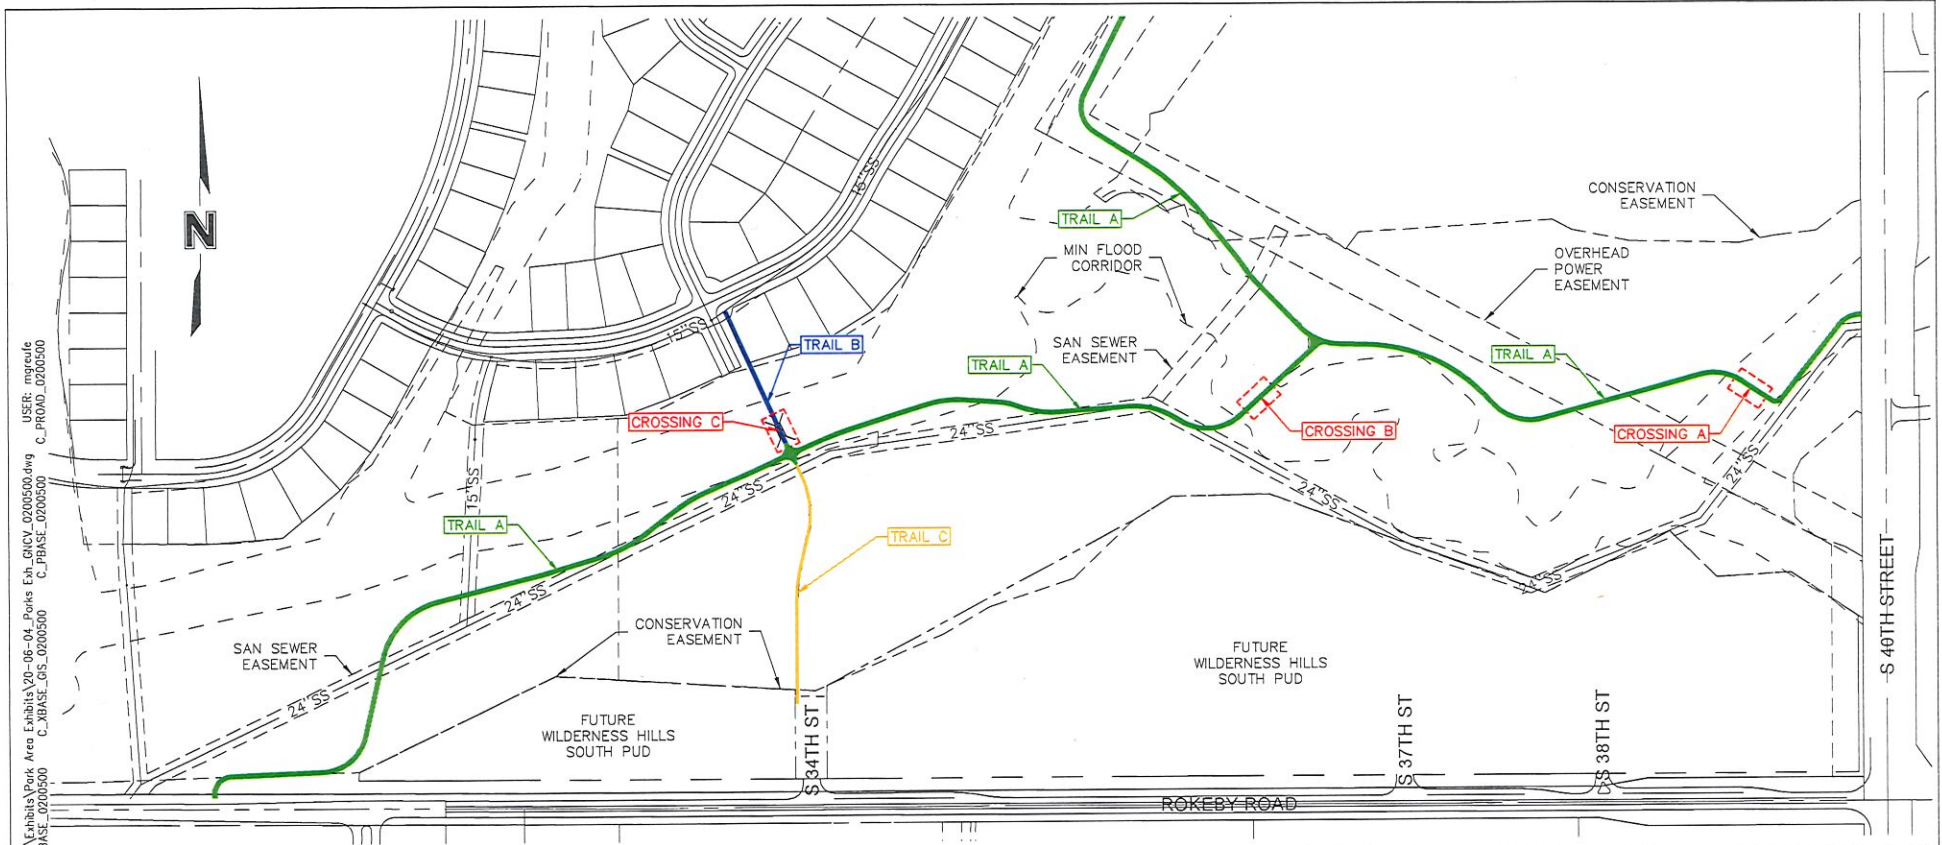 CONSERVATION
EASEMENT
TRAIL A
MIN FLOOD
CORRIDOR
OVERHEAD
POWER
EASEMENT
16"SS
N
15"SS
TRAIL B
SAN SEWER
EASEMENT
TRAIL A
TRAIL A
CROSSING C
CROSSING B
CROSSING A
24"SS
24"SS
24"SS
24"SS
15"SS
TRAIL A
TRAIL C
24"SS
24"SS
S 40TH STREET
CONSERVATION
EASEMENT
SAN SEWER
EASEMENT
24"SS
FUTURE
WILDERNESS HILLS
SOUTH PUD
FUTURE
WILDERNESS HILLS
SOUTH PUD
S 34TH ST
S 37TH ST
S 38TH ST
ROKEBY ROAD
\Exhibits\Park Area Exhibits\20-06-04_Parks Exh_GNCV_0200500.dwg USER: mgreule
BASE_0200500 C_XBASE_GIS_0200500 C_PBASE_0200500 C_PROAD_0200500